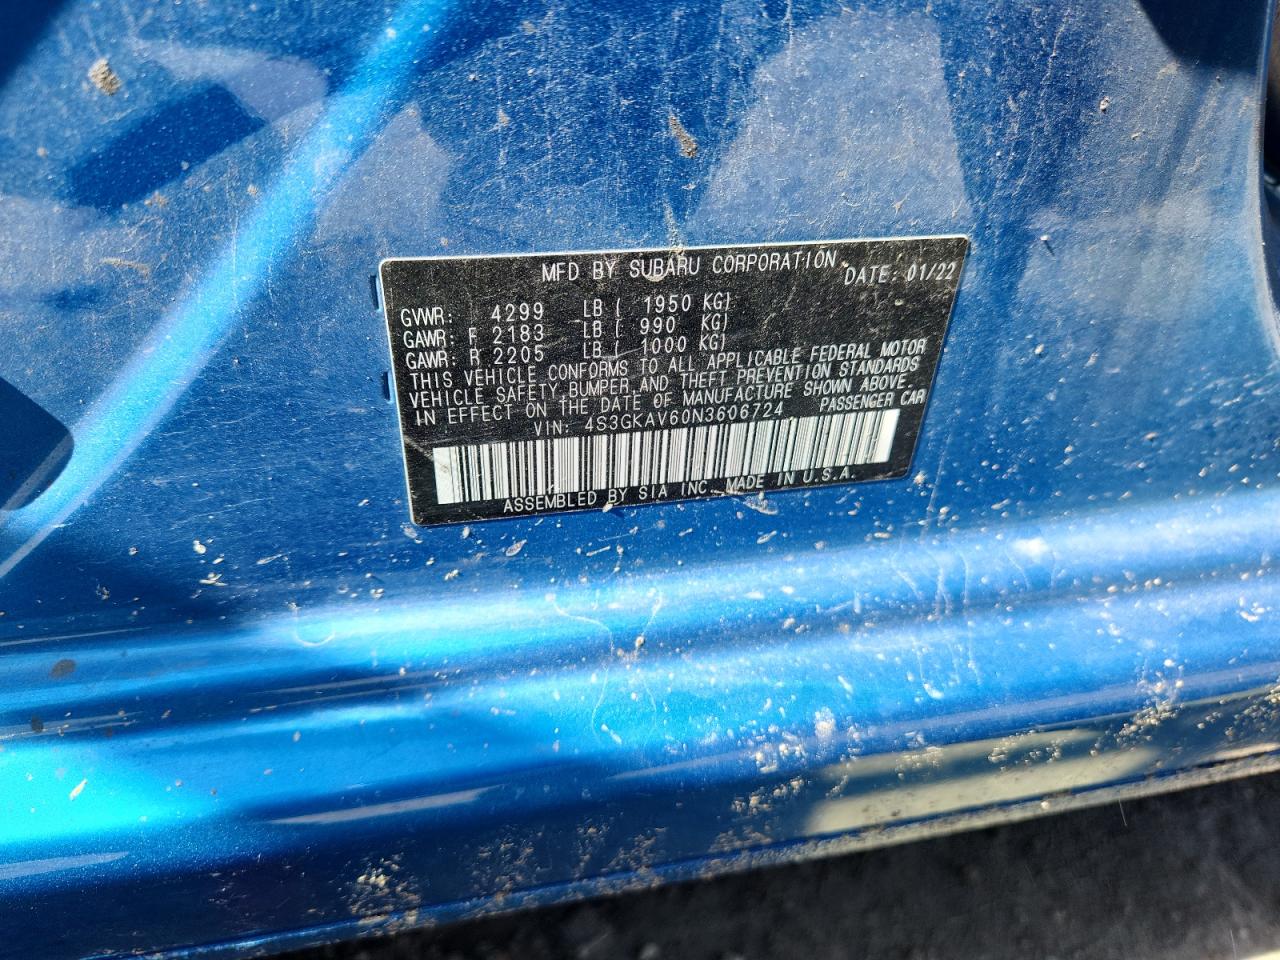 MFD BY SUBARU CORPORATION DATE: 01/22
GVWR: 4299 LB ( 1950 KG)
GAWR: F 2183 LB ( 990 KG)
GAWR: R 2205 LB ( 1000 KG)
THIS VEHICLE CONFORMS TO ALL APPLICABLE FEDERAL MOTOR
VEHICLE SAFETY, BUMPER, AND THEFT PREVENTION STANDARDS
IN EFFECT ON THE DATE OF MANUFACTURE SHOWN ABOVE.
VIN: 4S3GKAV60N3606724 PASSENGER CAR
ASSEMBLED BY SIA INC. MADE IN U.S.A.